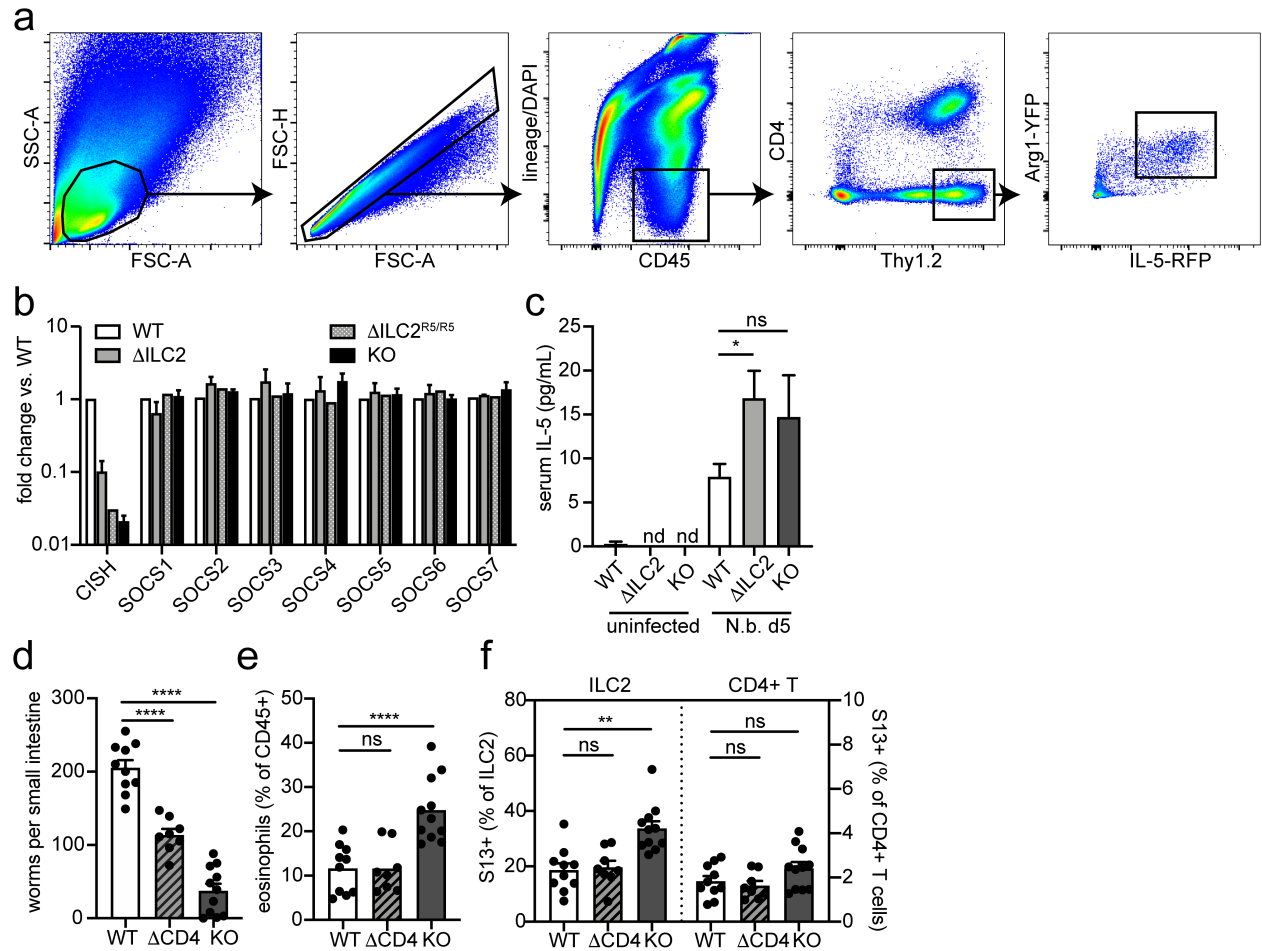 a
SSC-A
FSC-A
FSC-H
FSC-A
lineage/DAPI
CD45
CD4
Thy1.2
Arg1-YFP
IL-5-RFP
b
fold change vs. WT
10
1
0.1
0.01
WT
ΔILC2
ΔILC2R5/R5
KO
CISH
SOCS1
SOCS2
SOCS3
SOCS4
SOCS5
SOCS6
SOCS7
c
serum IL-5 (pg/mL)
25
20
15
10
5
0
ns
*
nd
nd
WT
ΔILC2
KO
WT
ΔILC2
KO
uninfected
N.b. d5
d
worms per small intestine
300
200
100
0
****
****
WT
ΔCD4
KO
e
eosinophils (% of CD45+)
50
40
30
20
10
0
****
ns
WT
ΔCD4
KO
f
ILC2
CD4+ T
S13+ (% of ILC2)
80
60
40
20
0
**
ns
ns
ns
10
8
6
4
2
0
S13+ (% of CD4+ T cells)
WT
ΔCD4
KO
WT
ΔCD4
KO